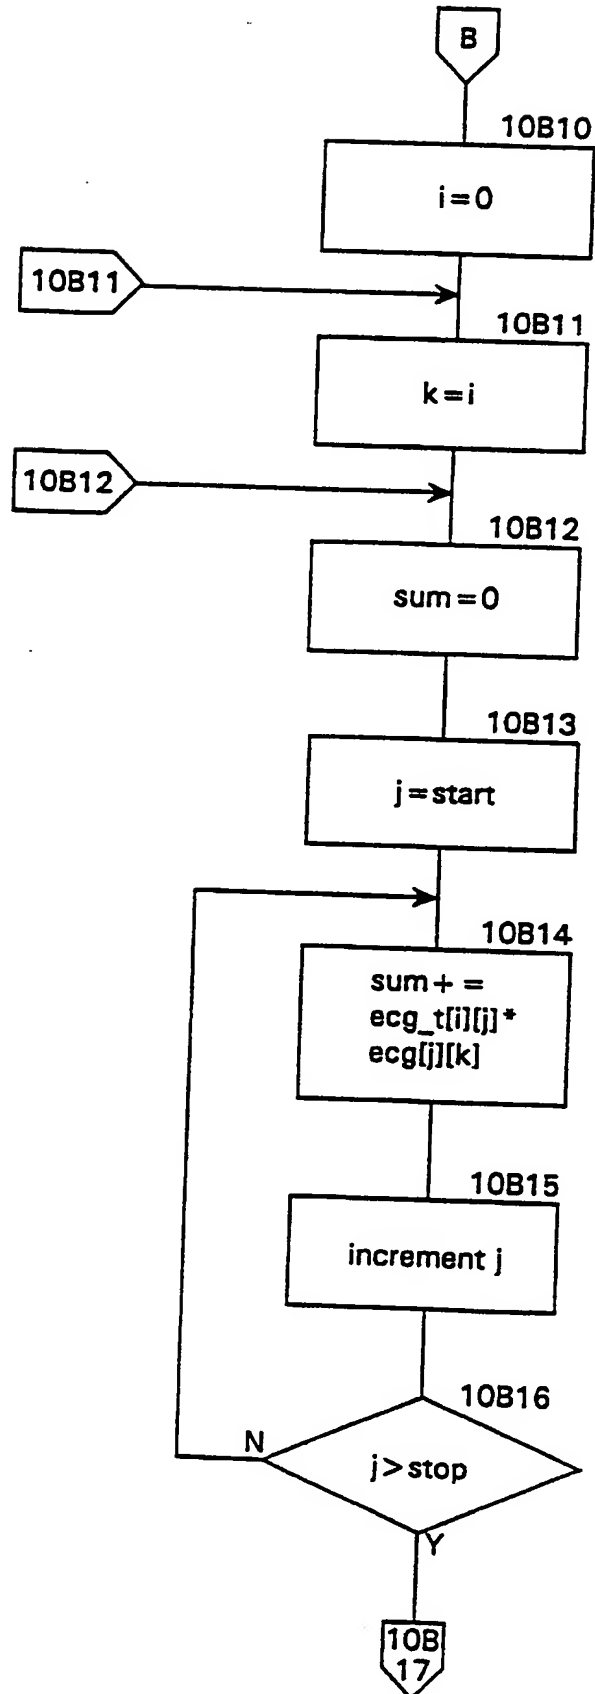 B
10B10
i=0
10B11
10B11
k=i
10B12
10B12
sum=0
10B13
j=start
10B14
sum+=
ecg_t[i][j]*
ecg[j][k]
10B15
increment j
10B16
N
j>stop
Y
10B
17